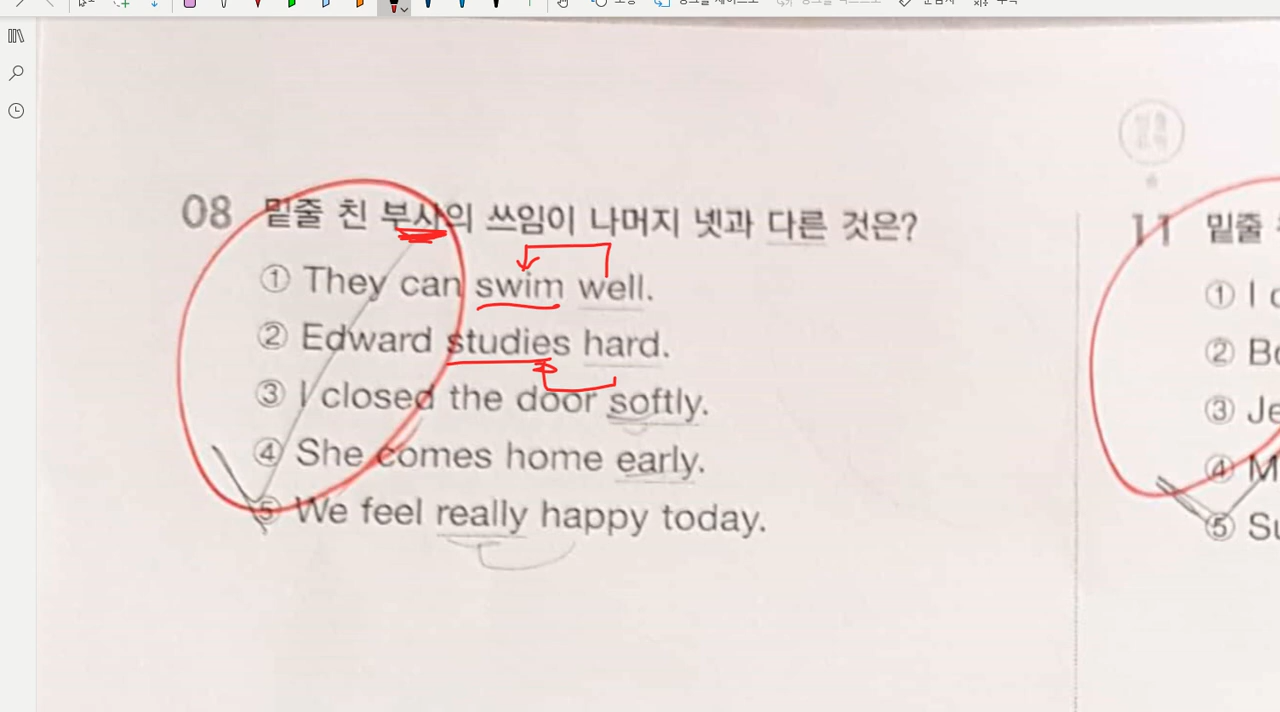 08 밑줄 친 부사의 쓰임이 나머지 넷과 다른 것은?
① They can swim well.
② Edward studies hard.
③ I closed the door softly.
④ She comes home early.
⑤ We feel really happy today.
11 밑줄
① I
②
③
④
⑤